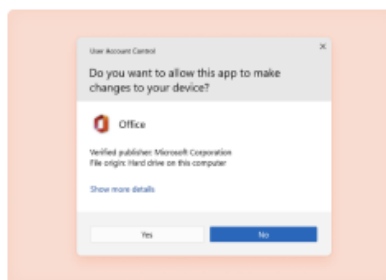 User Account Control
Do you want to allow this app to make
changes to your device?
Office
Verified publisher: Microsoft Corporation
File origin: Hard drive on this computer
Show more details
Yes
No